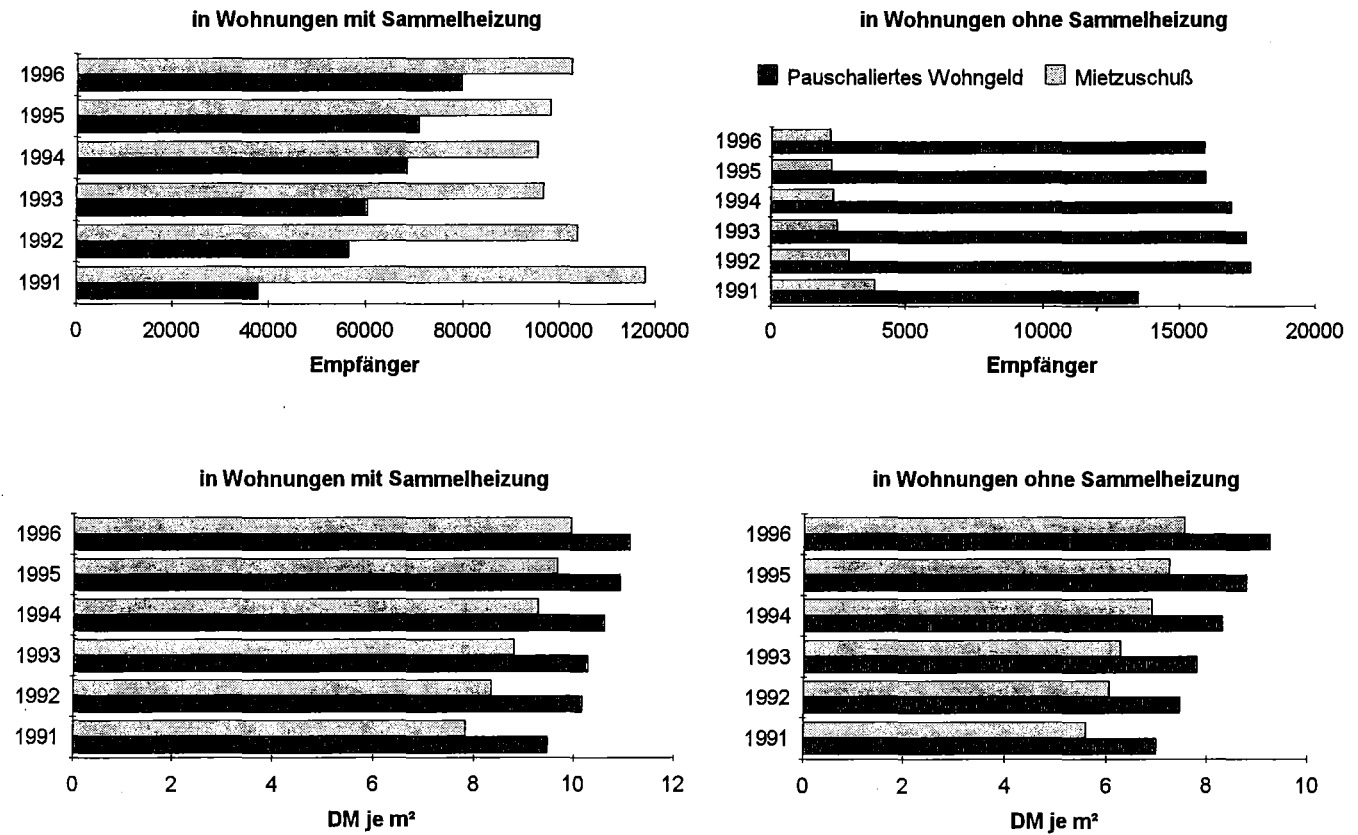 in Wohnungen mit Sammelheizung
1996
1995
1994
1993
1992
1991
0 20000 40000 60000 80000 100000 120000
Empfänger
in Wohnungen ohne Sammelheizung
Pauschaliertes Wohngeld Mietzuschuß
1996
1995
1994
1993
1992
1991
0 5000 10000 15000 20000
Empfänger
in Wohnungen mit Sammelheizung
1996
1995
1994
1993
1992
1991
0 2 4 6 8 10 12
DM je m²
in Wohnungen ohne Sammelheizung
1996
1995
1994
1993
1992
1991
0 2 4 6 8 10
DM je m²